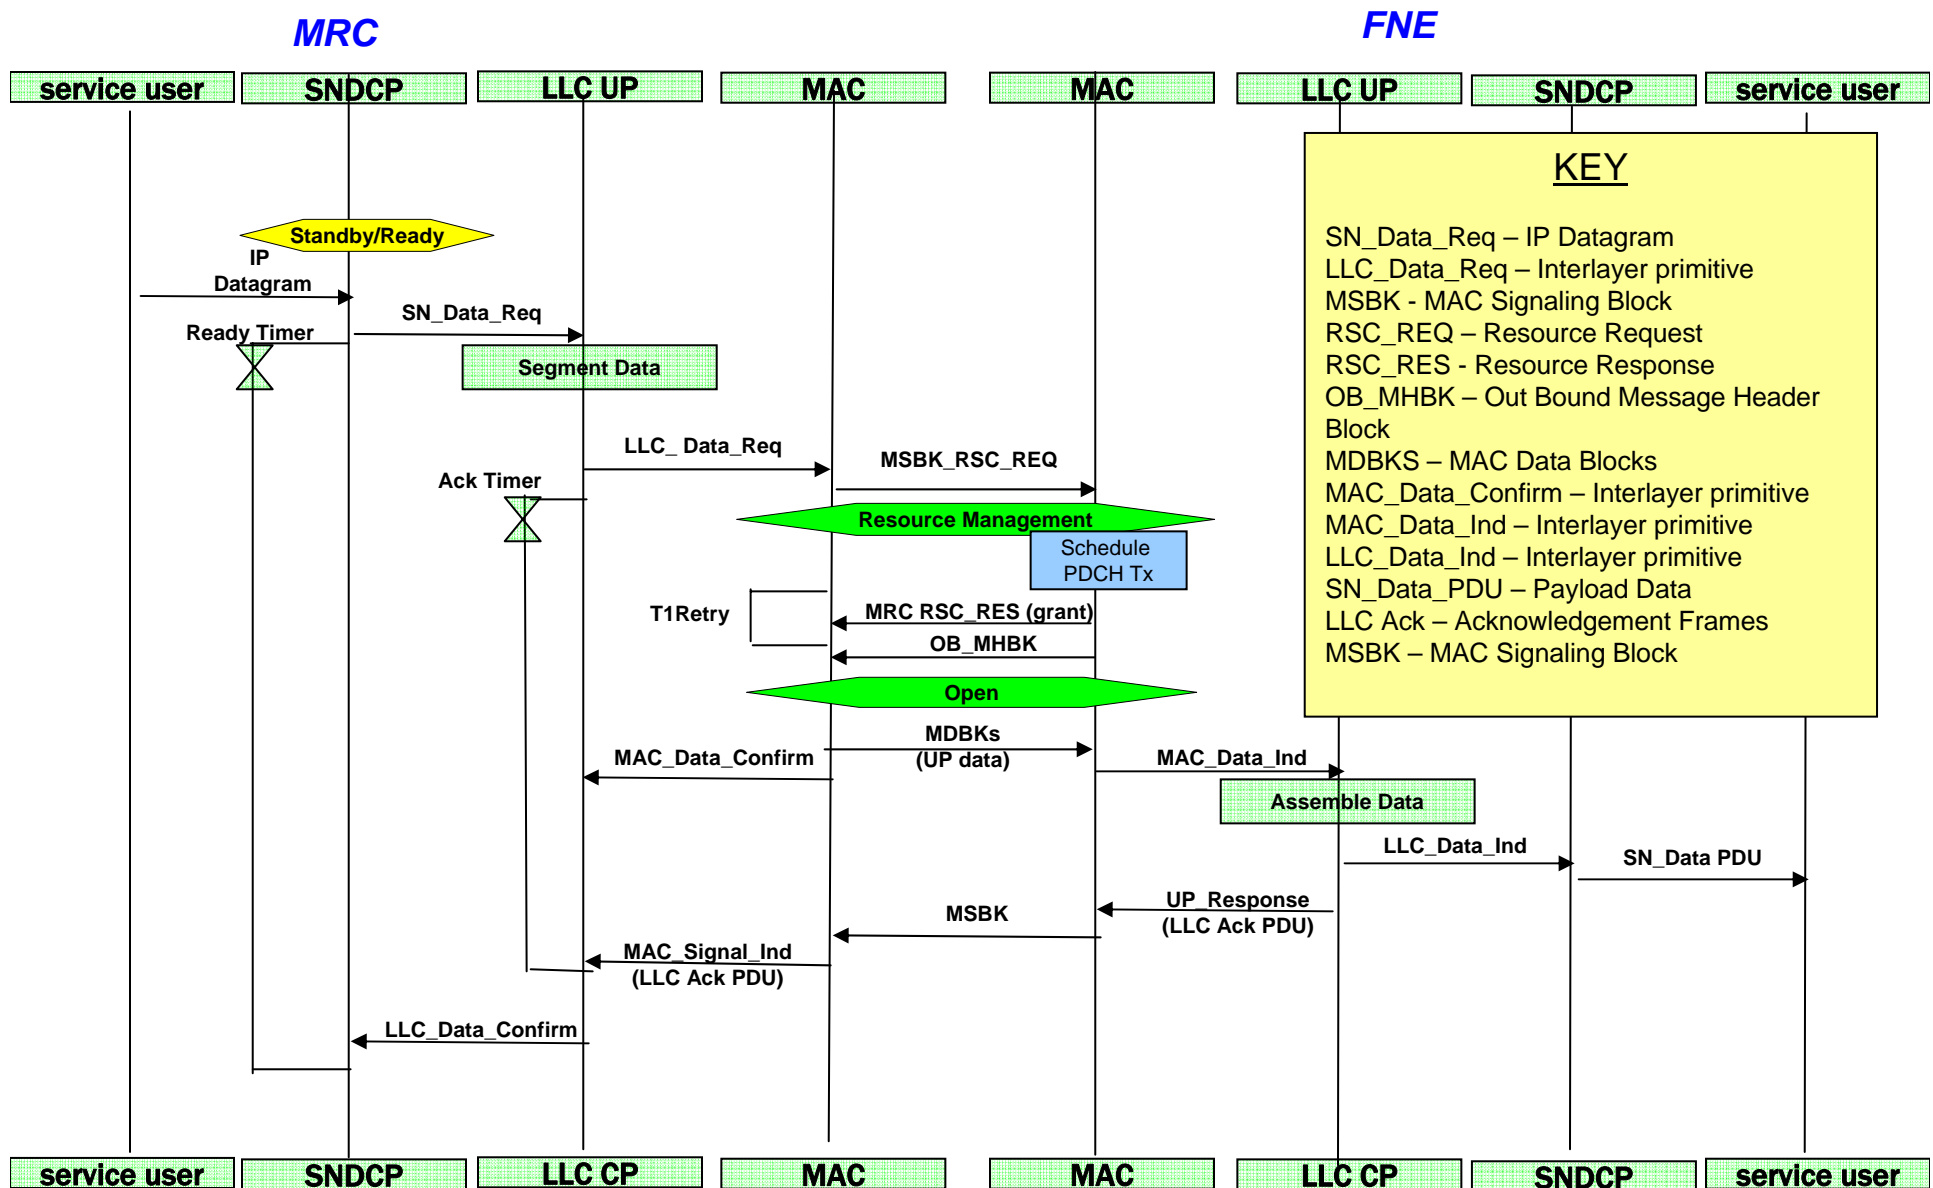 MRC
FNE
service user SNDCP LLC UP MAC MAC LLC UP SNDCP service user
KEY
SN_Data_Req – IP Datagram
LLC_Data_Req – Interlayer primitive
MSBK - MAC Signaling Block
RSC_REQ – Resource Request
RSC_RES - Resource Response
OB_MHBK – Out Bound Message Header
Block
MDBKS – MAC Data Blocks
MAC_Data_Confirm – Interlayer primitive
MAC_Data_Ind – Interlayer primitive
LLC_Data_Ind – Interlayer primitive
SN_Data_PDU – Payload Data
LLC Ack – Acknowledgement Frames
MSBK – MAC Signaling Block
Standby/Ready
IP
Datagram
SN_Data_Req
Ready Timer
Segment Data
LLC_ Data_Req
MSBK_RSC_REQ
Ack Timer
Resource Management
Schedule
PDCH Tx
T1Retry
MRC RSC_RES (grant)
OB_MHBK
Open
MDBKs
(UP data)
MAC_Data_Confirm
MAC_Data_Ind
Assemble Data
LLC_Data_Ind
SN_Data PDU
UP_Response
(LLC Ack PDU)
MSBK
MAC_Signal_Ind
(LLC Ack PDU)
LLC_Data_Confirm
service user SNDCP LLC CP MAC MAC LLC CP SNDCP service user